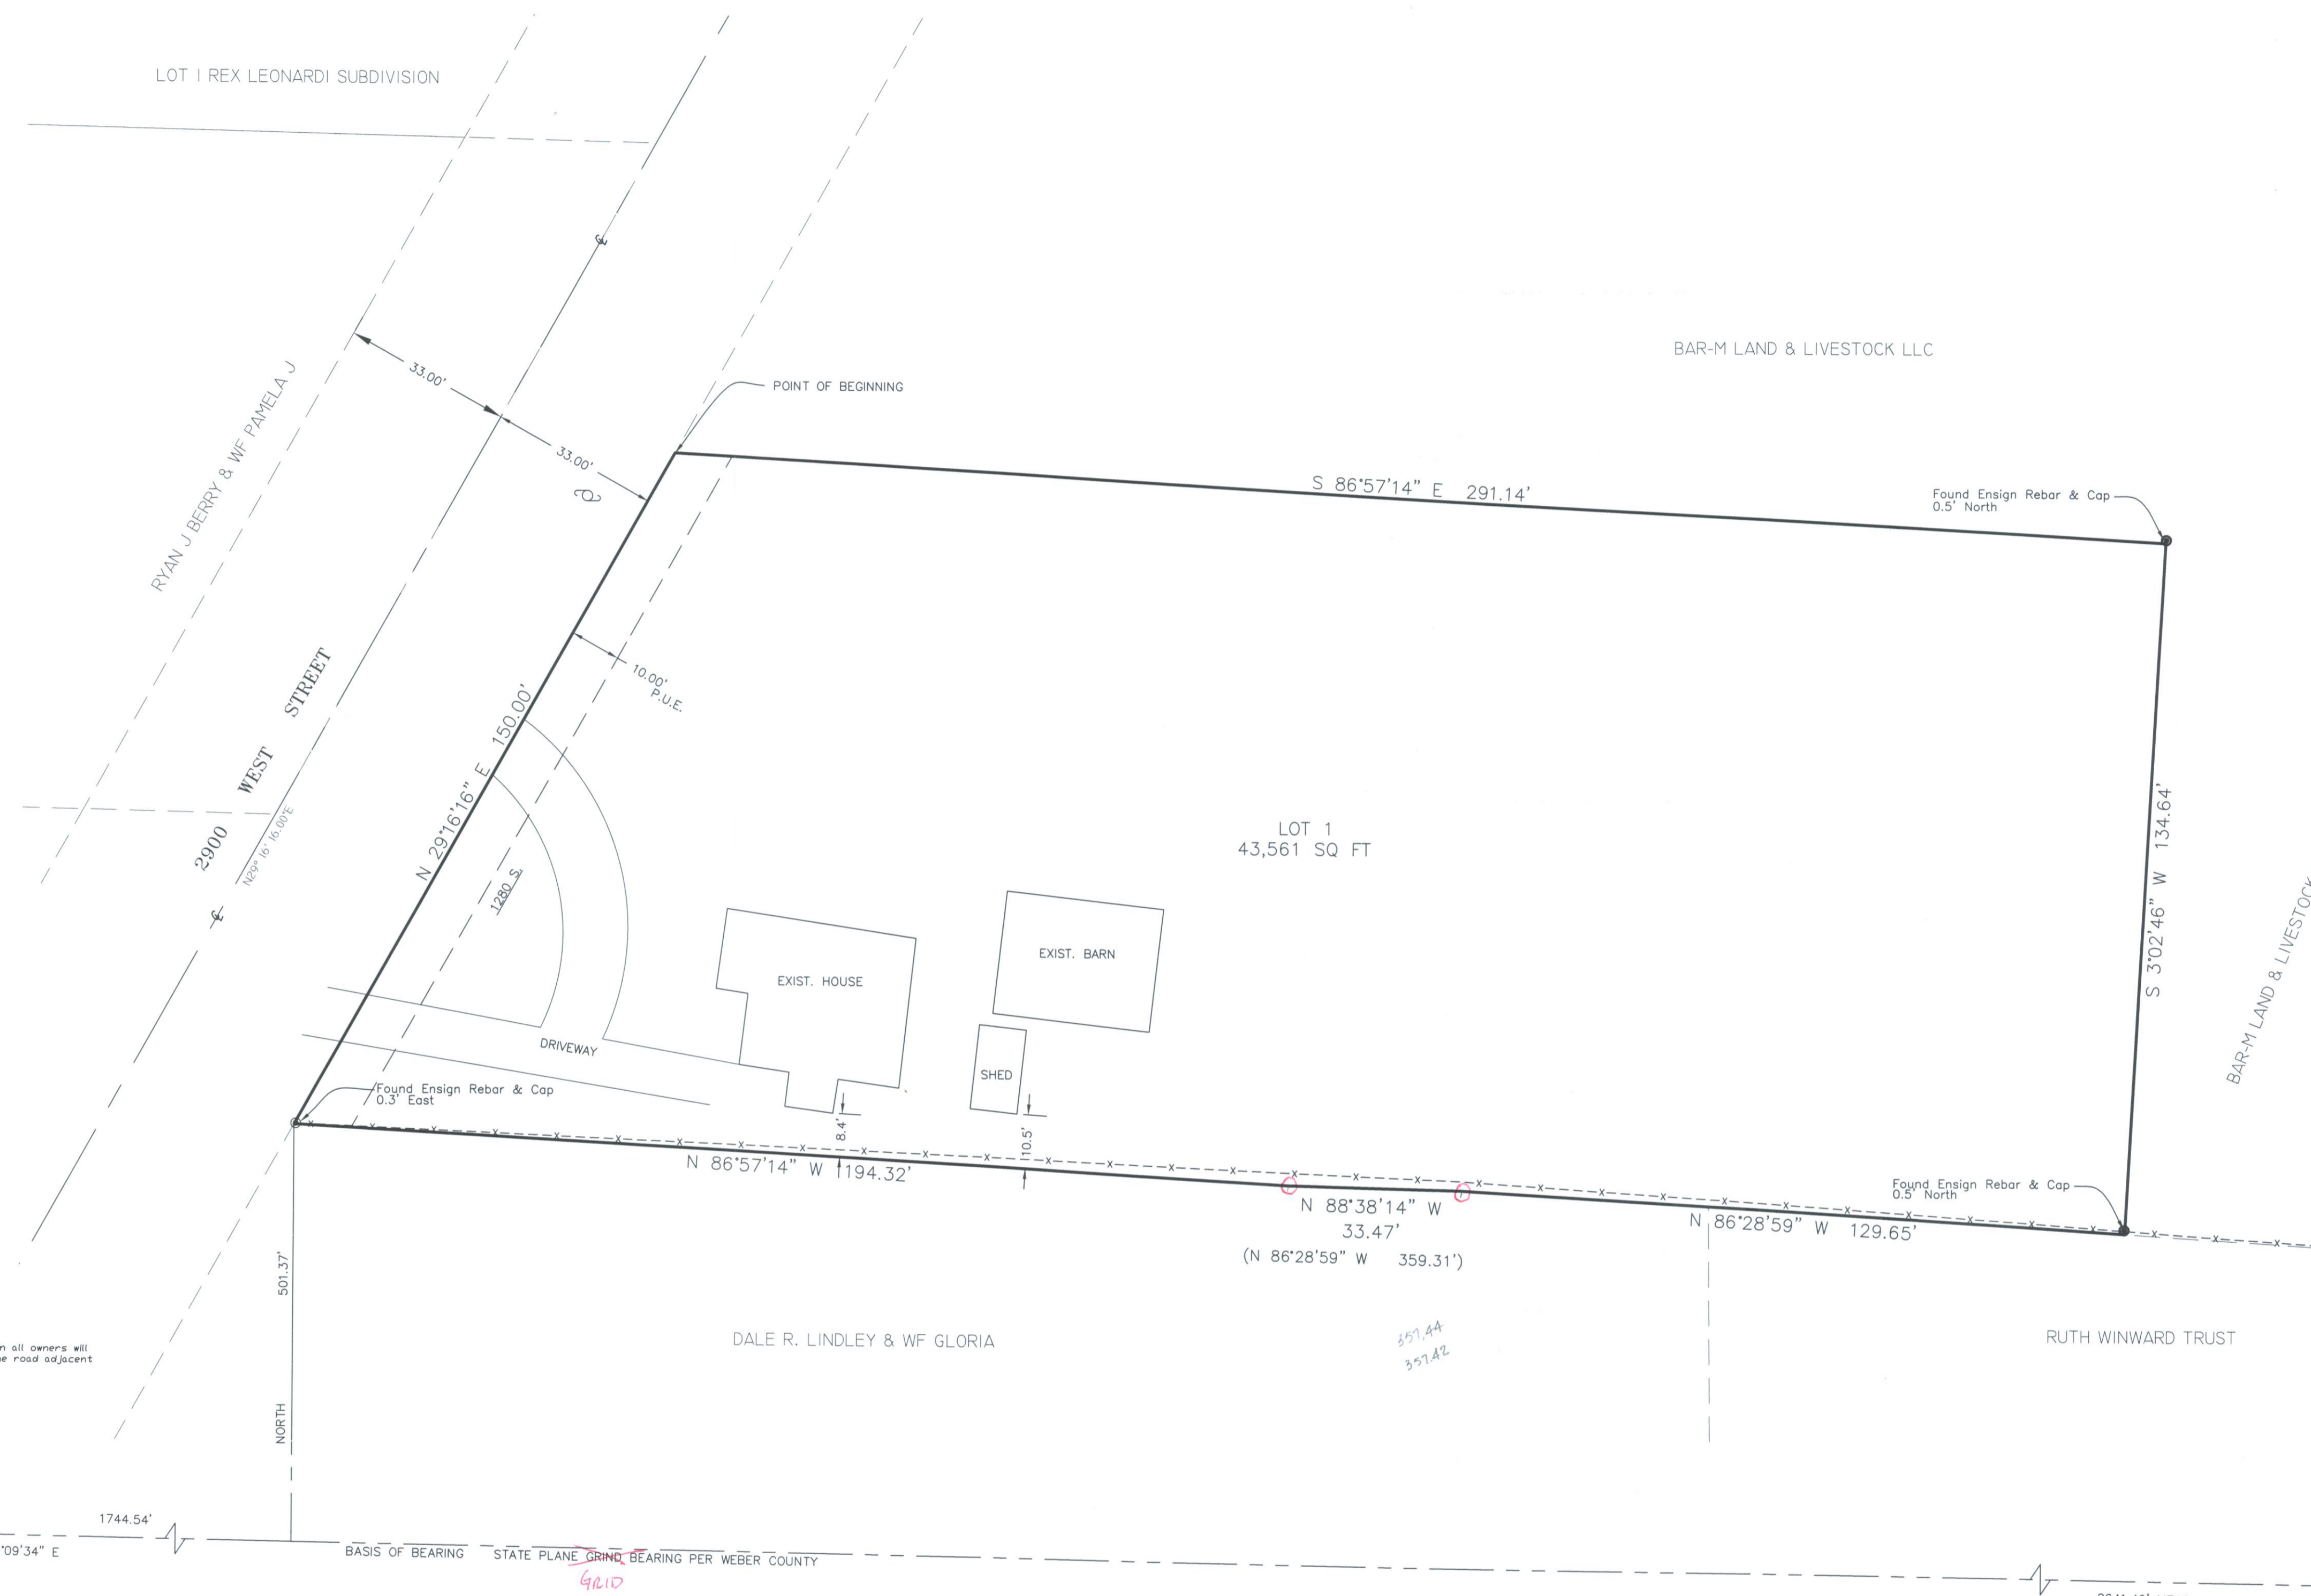 LOT 1 REX LEONARDI SUBDIVISION
BAR-M LAND & LIVESTOCK LLC
33.00'
POINT OF BEGINNING
RYAN J BERRY & WF PAMELA J
33.00'
S 86°57'14" E 291.14'
Found Ensign Rebar & Cap
0.5' North
10.00'
P.U.E.
2900 WEST STREET
N29° 16' 16.00"E
N 29°16'16" E 150.00'
1280 S.
LOT 1
43,561 SQ FT
S 3°02'46" W 134.64'
BAR-M LAND & LIVESTOCK
EXIST. HOUSE
EXIST. BARN
DRIVEWAY
SHED
Found Ensign Rebar & Cap
0.3' East
8.4'
10.5'
N 86°57'14" W 194.32'
N 88°38'14" W
33.47'
(N 86°28'59" W 359.31')
Found Ensign Rebar & Cap
0.5' North
N 86°28'59" W 129.65'
501.37'
NORTH
DALE R. LINDLEY & WF GLORIA
357.44
357.42
RUTH WINWARD TRUST
n all owners will
e road adjacent
1744.54'
°09'34" E
BASIS OF BEARING STATE PLANE GRIND BEARING PER WEBER COUNTY
GRID